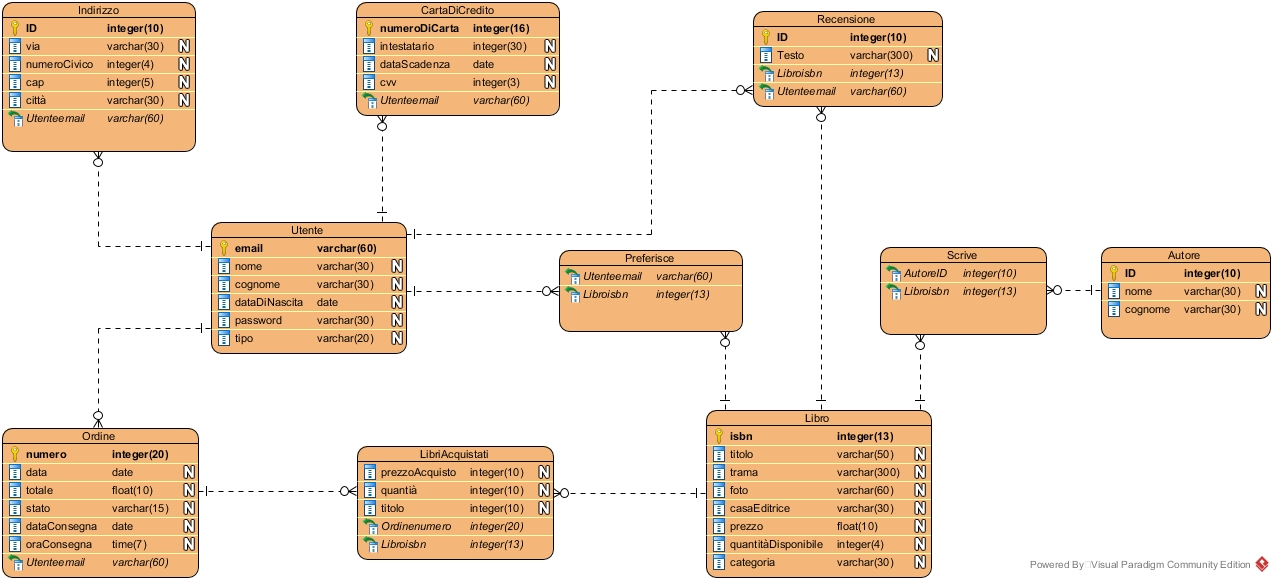 Indirizzo
ID integer(10)
via varchar(30) N
numeroCivico integer(4) N
cap integer(5) N
città varchar(30) N
Utenteemail varchar(60)
CartaDiCredito
numeroDiCarta integer(16)
intestatario integer(30) N
dataScadenza date N
cvv integer(3) N
Utenteemail varchar(60)
Recensione
ID integer(10)
Testo varchar(300) N
Libroisbn integer(13)
Utenteemail varchar(60)
Utente
email varchar(60)
nome varchar(30) N
cognome varchar(30) N
dataDiNascita date N
password varchar(30) N
tipo varchar(20) N
Preferisce
Utenteemail varchar(60)
Libroisbn integer(13)
Scrive
AutoreID integer(10)
Libroisbn integer(13)
Autore
ID integer(10)
nome varchar(30) N
cognome varchar(30) N
Ordine
numero integer(20)
data date N
totale float(10) N
stato varchar(15) N
dataConsegna date N
oraConsegna time(7) N
Utenteemail varchar(60)
LibriAcquistati
prezzoAcquisto integer(10) N
quantià integer(10) N
titolo integer(10) N
Ordinenumero integer(20)
Libroisbn integer(13)
Libro
isbn integer(13)
titolo varchar(50) N
trama varchar(300) N
foto varchar(60) N
casaEditrice varchar(30) N
prezzo float(10) N
quantitàDisponibile integer(4) N
categoria varchar(30) N
Powered By Visual Paradigm Community Edition